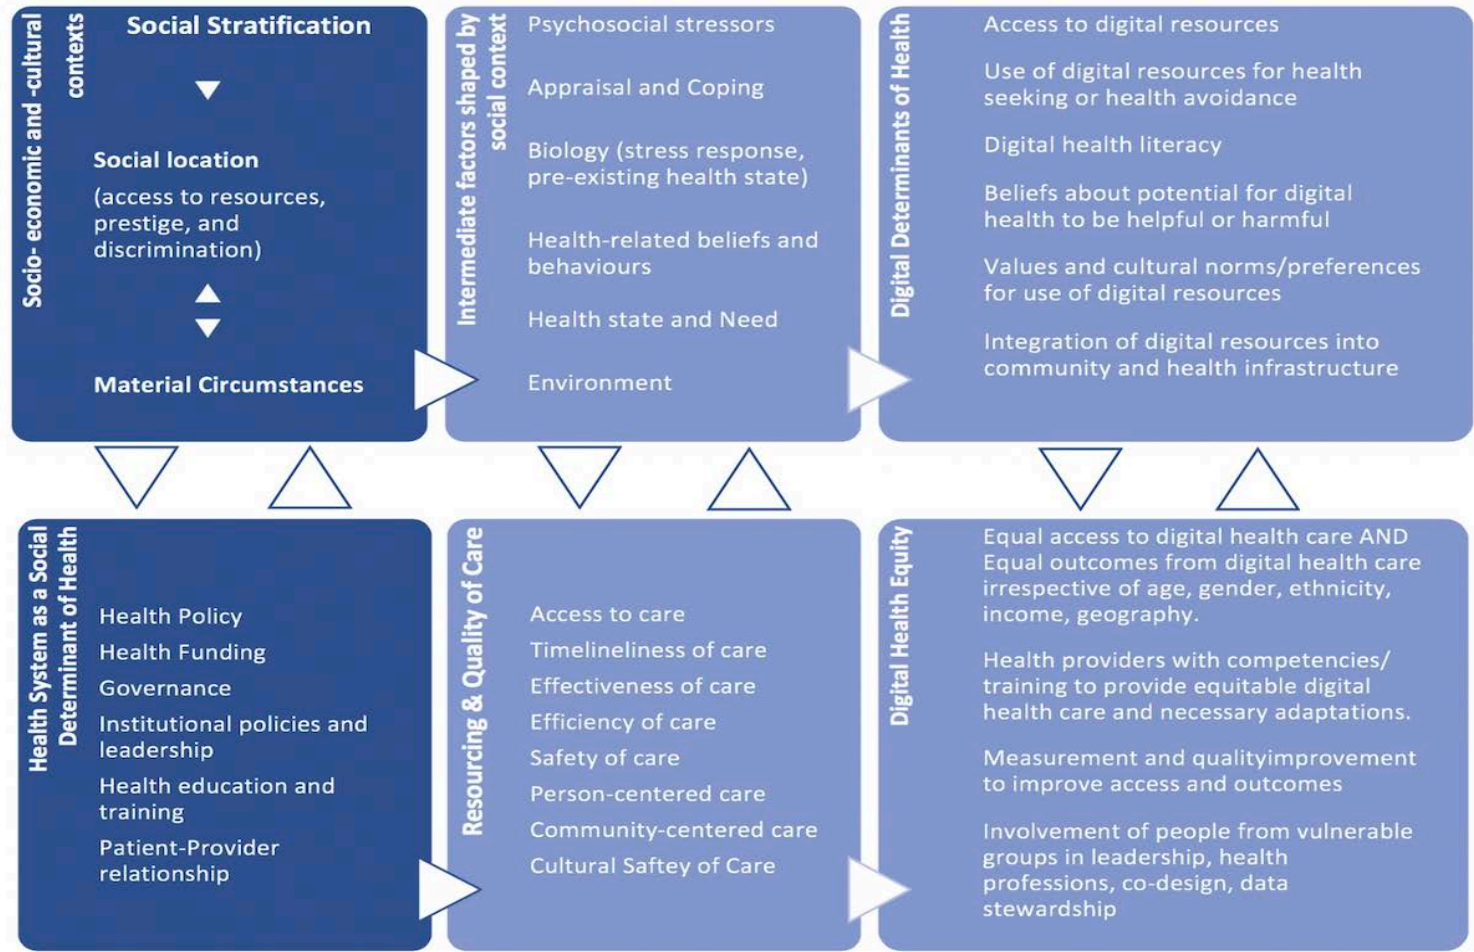 Socio- economic and -cultural
contexts
Social Stratification
Social location
(access to resources,
prestige, and
discrimination)
Material Circumstances
Intermediate factors shaped by
social context
Psychosocial stressors
Appraisal and Coping
Biology (stress response,
pre-existing health state)
Health-related beliefs and
behaviours
Health state and Need
Environment
Digital Determinants of Health
Access to digital resources
Use of digital resources for health
seeking or health avoidance
Digital health literacy
Beliefs about potential for digital
health to be helpful or harmful
Values and cultural norms/preferences
for use of digital resources
Integration of digital resources into
community and health infrastructure
Health System as a Social
Determinant of Health
Health Policy
Health Funding
Governance
Institutional policies and
leadership
Health education and
training
Patient-Provider
relationship
Resourcing & Quality of Care
Access to care
Timelineliness of care
Effectiveness of care
Efficiency of care
Safety of care
Person-centered care
Community-centered care
Cultural Saftey of Care
Digital Health Equity
Equal access to digital health care AND
Equal outcomes from digital health care
irrespective of age, gender, ethnicity,
income, geography.
Health providers with competencies/
training to provide equitable digital
health care and necessary adaptations.
Measurement and qualityimprovement
to improve access and outcomes
Involvement of people from vulnerable
groups in leadership, health
professions, co-design, data
stewardship